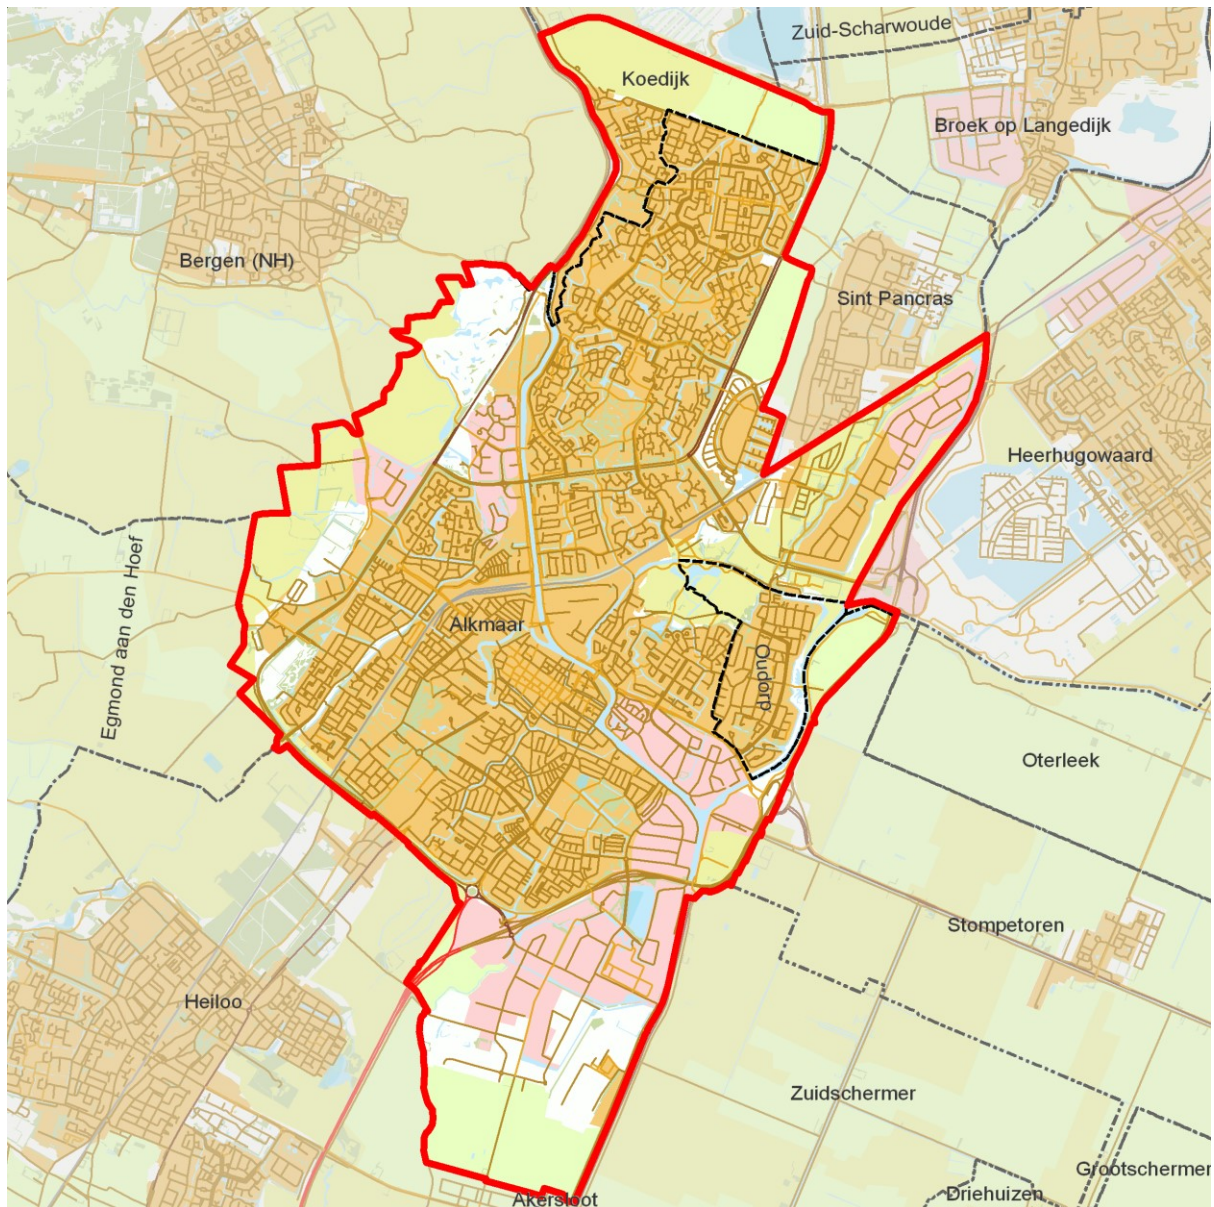 Zuid-Scharwoude
Koedijk
Broek op Langedijk
Bergen (NH)
Sint Pancras
Heerhugowaard
Egmond aan den Hoef
Alkmaar
Oudorp
Oterleek
Stompetoren
Heiloo
Zuidschermer
Grootschermer
Driehuizen
Akersloot